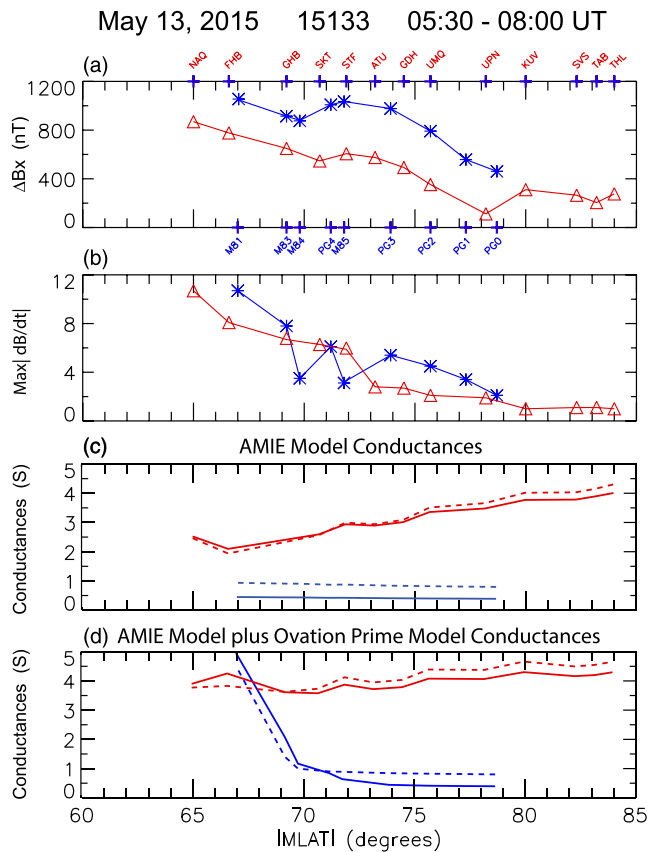 May 13, 2015 15133 05:30 - 08:00 UT
NAQ FHB GHB SKT STF ATU GDH UMQ UPN KUV SVS TAB THL
(a)
1200
800
400
0
ΔBx (nT)
MB1 MB3 MB4 PG4 MB5 PG3 PG2 PG1 PG0
(b)
12
8
4
0
Max| dB/dt|
(c) AMIE Model Conductances
5
4
3
2
1
0
Conductances (S)
(d) AMIE Model plus Ovation Prime Model Conductances
5
4
3
2
1
0
Conductances (S)
60 65 70 75 80 85
|MLAT| (degrees)